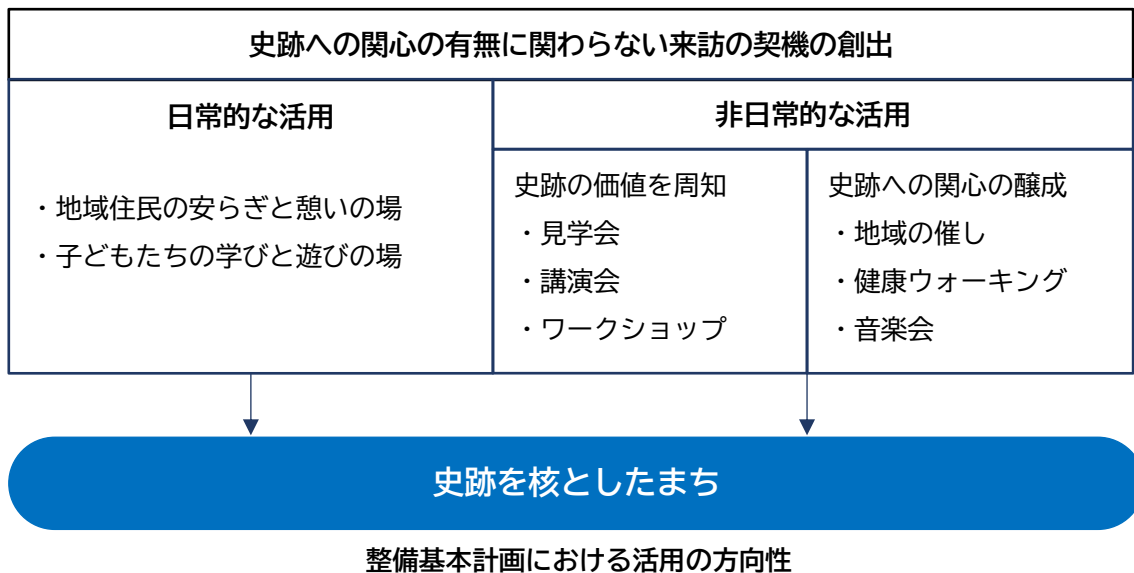 史跡への関心の有無に関わらない来訪の契機の創出
日常的な活用
・地域住民の安らぎと憩いの場
・子どもたちの学びと遊びの場
非日常的な活用
史跡の価値を周知
・見学会
・講演会
・ワークショップ
史跡への関心の醸成
・地域の催し
・健康ウォーキング
・音楽会
史跡を核としたまち
整備基本計画における活用の方向性